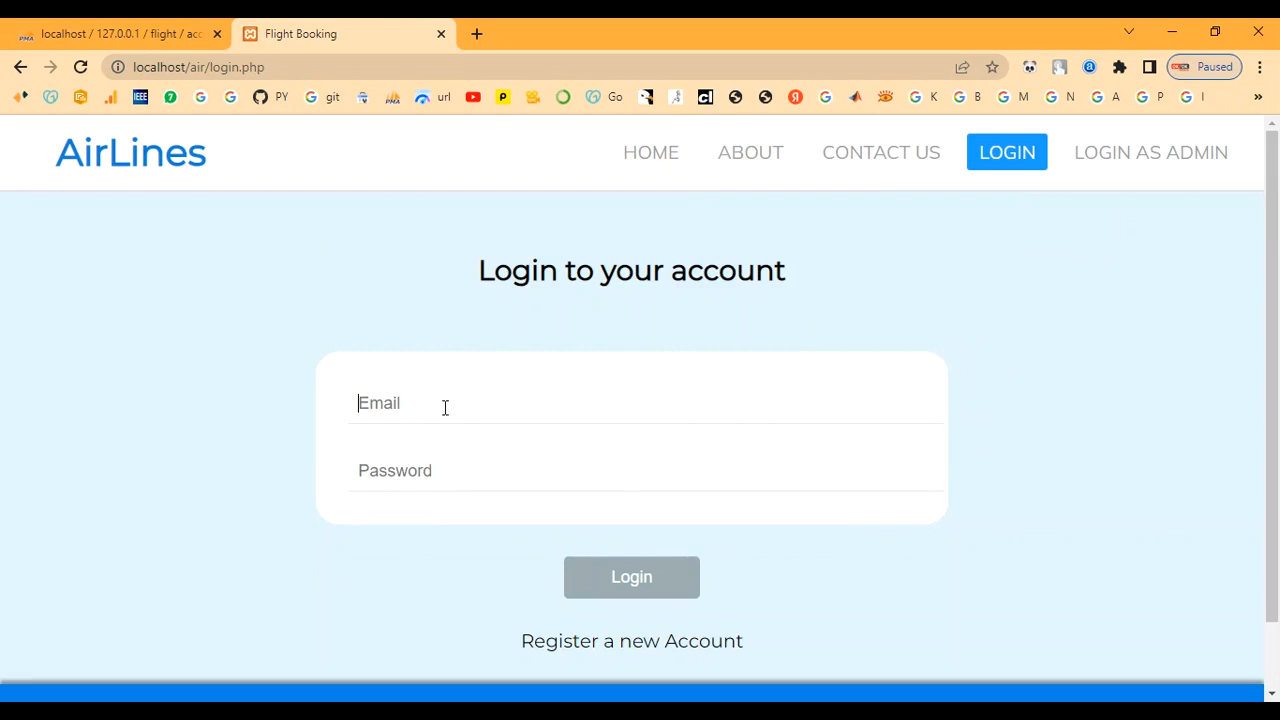 localhost / 127.0.0.1 / flight / acc
Flight Booking
localhost/air/login.php
Paused
IEEE
PY
git
url
Go
K
B
M
N
A
P
I
AirLines
HOME
ABOUT
CONTACT US
LOGIN
LOGIN AS ADMIN
Login to your account
Email
Password
Login
Register a new Account